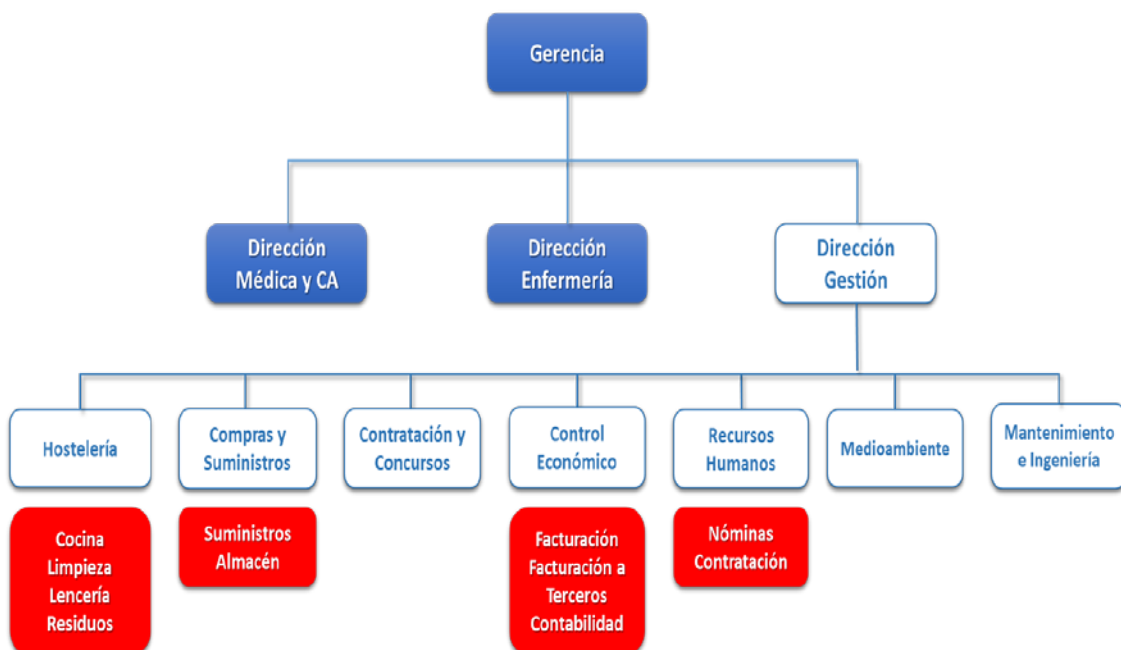 Gerencia
Dirección
Médica y CA
Dirección
Enfermería
Dirección
Gestión
Hostelería
Compras y
Suministros
Contratación y
Concursos
Control
Económico
Recursos
Humanos
Medioambiente
Mantenimiento
e Ingeniería
Cocina
Limpieza
Lencería
Residuos
Suministros
Almacén
Facturación
Facturación a
Terceros
Contabilidad
Nóminas
Contratación